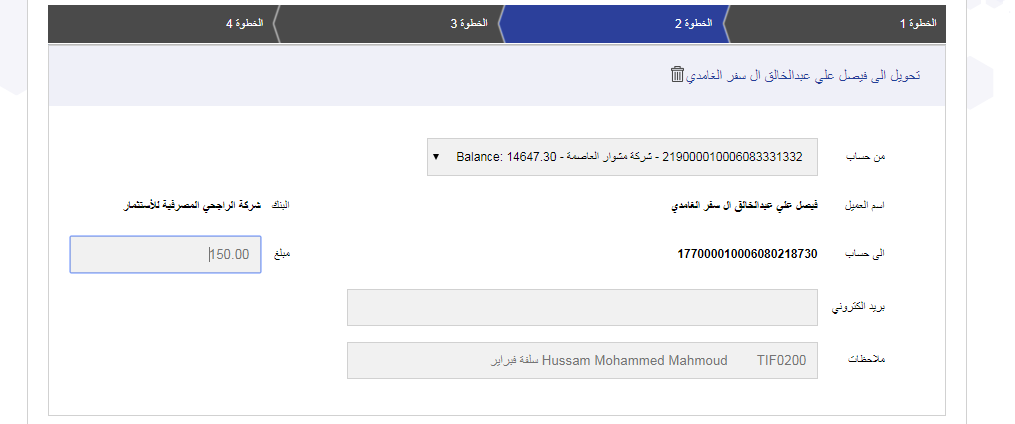 الخطوة 1
الخطوة 2
الخطوة 3
الخطوة 4
تحويل الى فيصل علي عبدالخالق ال سفر الغامدي
من حساب
219000010006083331332 - شركة مشوار العاصمة - Balance: 14647.30
اسم العميل فيصل علي عبدالخالق ال سفر الغامدي
البنك شركة الراجحي المصرفية للأستثمار
الى حساب 177000010006080218730
مبلغ 150.00
بريد الكتروني
ملاحظات
TIF0200 Hussam Mohammed Mahmoud سلفة فبراير